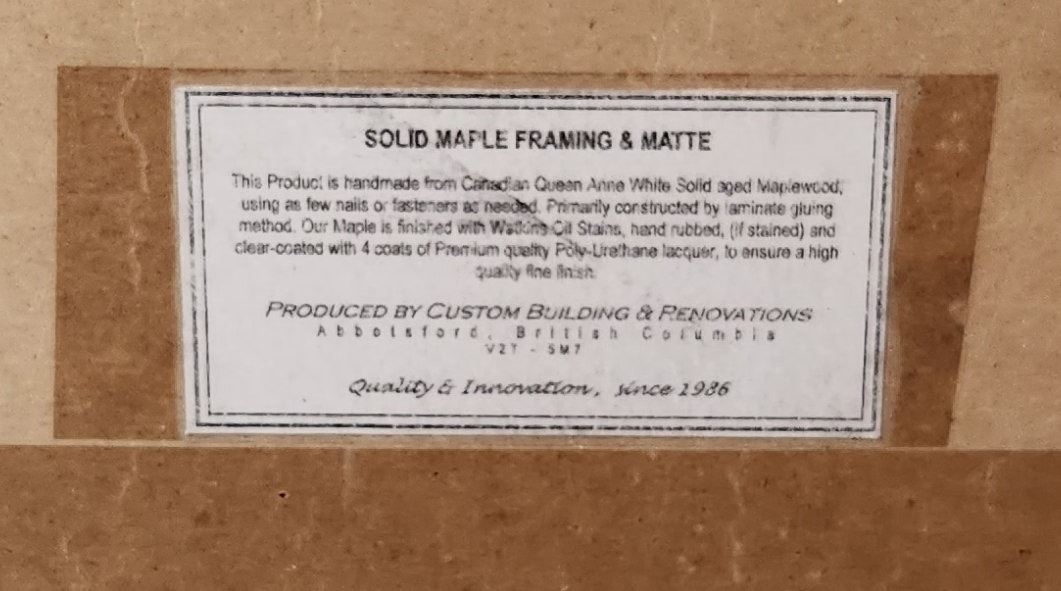 SOLID MAPLE FRAMING & MATTE
This Product is handmade from Canadian Queen Anne White Solid aged Maplewood,
using as few nails or fasteners as needed. Primarily constructed by laminate gluing
method. Our Maple is finished with Watkins Oil Stains, hand rubbed, (if stained) and
clear-coated with 4 coats of Premium quality Poly-Urethane lacquer, to ensure a high
quality fine finish.
PRODUCED BY CUSTOM BUILDING & RENOVATIONS
Abbotsford, British Columbia
V2T - 5M7
Quality & Innovation, since 1986